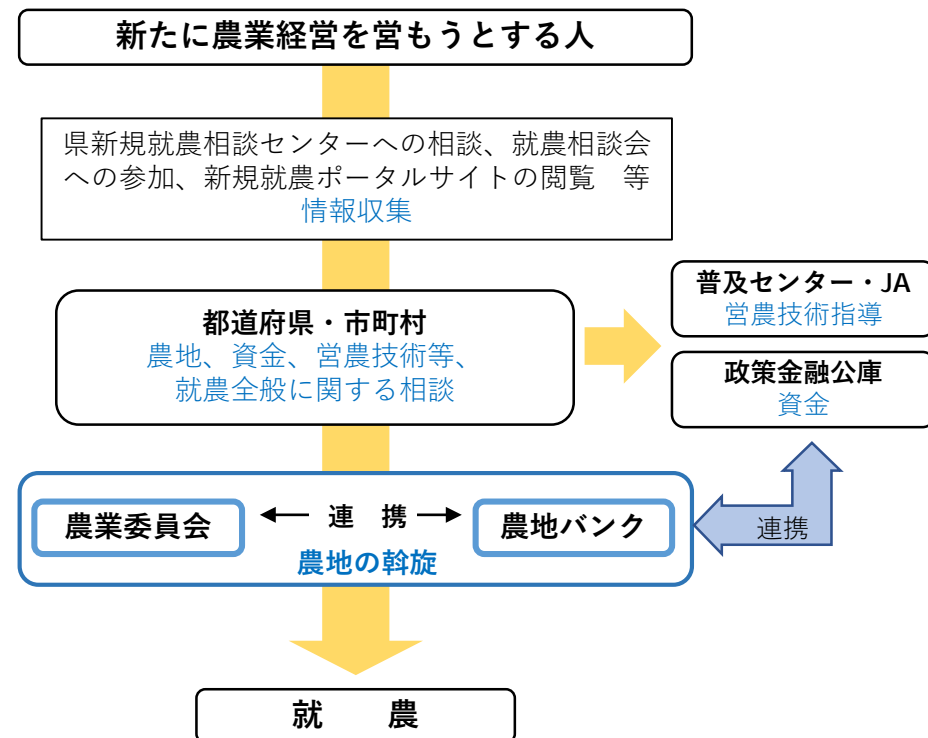 新たに農業経営を営もうとする人
県新規就農相談センターへの相談、就農相談会
への参加、新規就農ポータルサイトの閲覧　等
情報収集
都道府県・市町村
農地、資金、営農技術等、
就農全般に関する相談
普及センター・JA
営農技術指導
政策金融公庫
資金
農業委員会
連　携
農地バンク
農地の斡旋
連携
就　　農